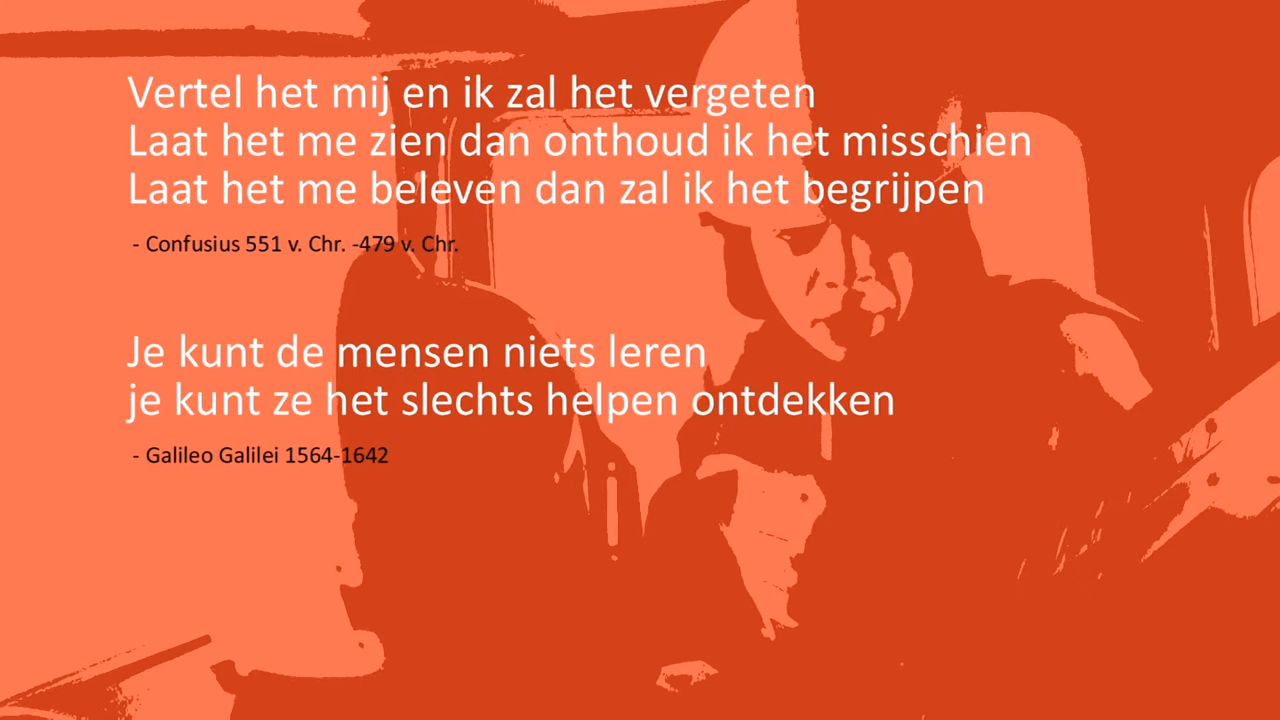 Vertel het mij en ik zal het vergeten
Laat het me zien dan onthoud ik het misschien
Laat het me beleven dan zal ik het begrijpen
- Confusius 551 v. Chr. -479 v. Chr.
Je kunt de mensen niets leren
je kunt ze het slechts helpen ontdekken
- Galileo Galilei 1564-1642